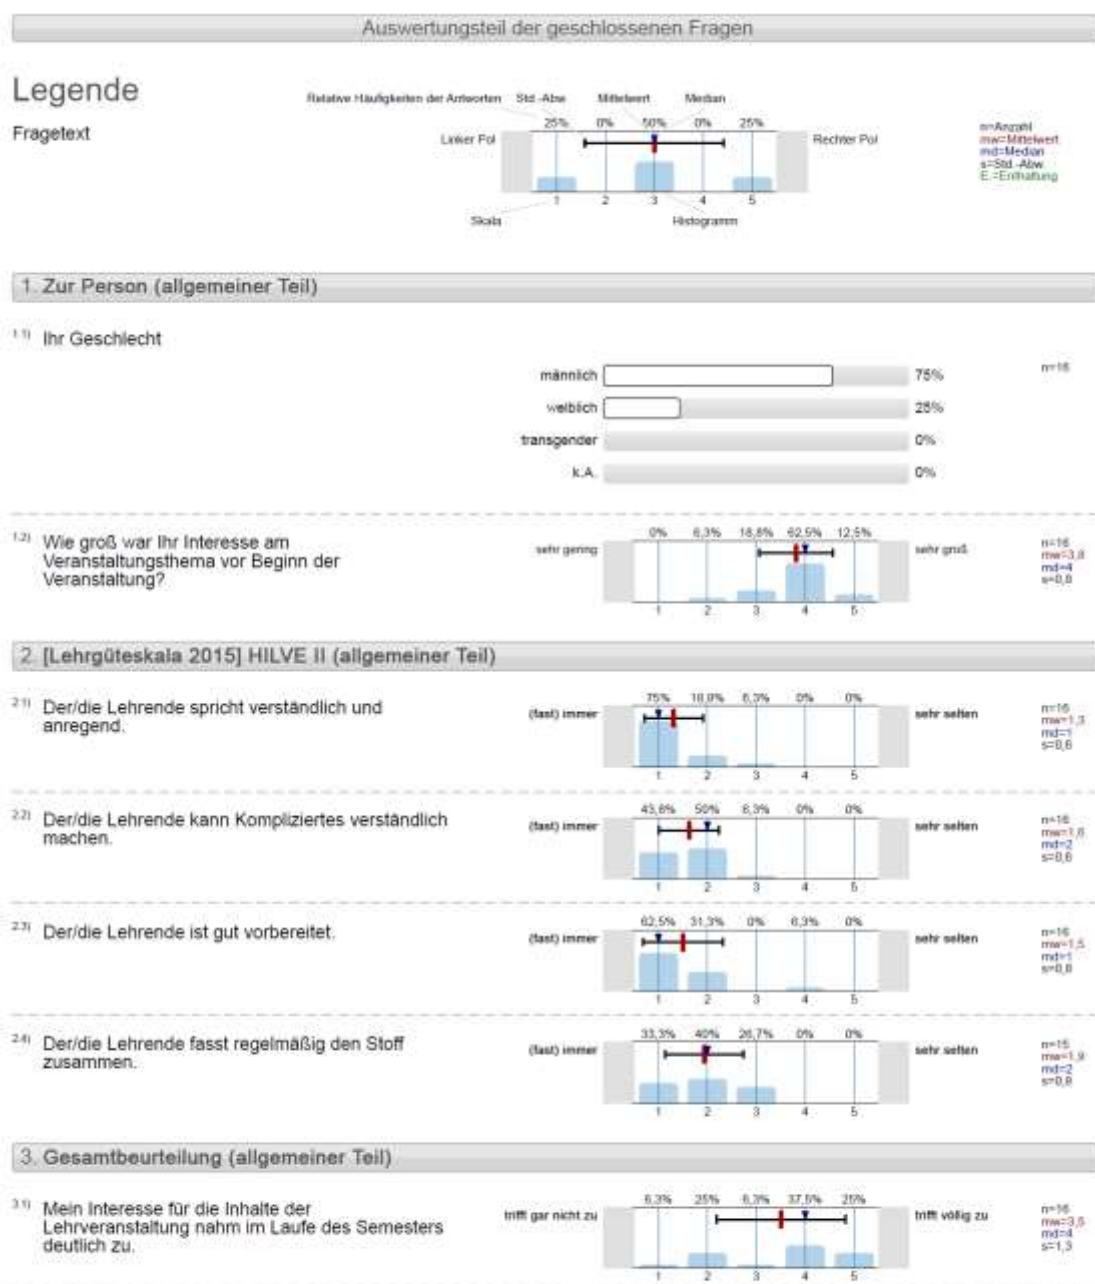 Auswertungsteil der geschlossenen Fragen
Legende
Relative Häufigkeiten der Antworten Std.-Abw. Mittelwert Median
25% 0% 50% 0% 25%
Fragetext
Linker Pol
Rechter Pol
n=Anzahl
mw=Mittelwert
md=Median
s=Std.-Abw.
E.=Enthaltung
1 2 3 4 5
Skala
Histogramm
1. Zur Person (allgemeiner Teil)
1.1) Ihr Geschlecht
männlich 75% n=16
weiblich 25%
transgender 0%
k.A. 0%
1.2) Wie groß war Ihr Interesse am
Veranstaltungsthema vor Beginn der
Veranstaltung?
0% 6,3% 18,8% 62,5% 12,5%
sehr gering
sehr groß
n=16
mw=3,8
md=4
s=0,8
1 2 3 4 5
2. [Lehrgüteskala 2015] HILVE II (allgemeiner Teil)
2.1) Der/die Lehrende spricht verständlich und
anregend.
75% 18,8% 6,3% 0% 0%
(fast) immer
sehr selten
n=16
mw=1,3
md=1
s=0,6
1 2 3 4 5
2.2) Der/die Lehrende kann Kompliziertes verständlich
machen.
43,8% 50% 6,3% 0% 0%
(fast) immer
sehr selten
n=16
mw=1,6
md=2
s=0,6
1 2 3 4 5
2.3) Der/die Lehrende ist gut vorbereitet.
62,5% 31,3% 0% 6,3% 0%
(fast) immer
sehr selten
n=16
mw=1,5
md=1
s=0,8
1 2 3 4 5
2.4) Der/die Lehrende fasst regelmäßig den Stoff
zusammen.
33,3% 40% 26,7% 0% 0%
(fast) immer
sehr selten
n=15
mw=1,9
md=2
s=0,8
1 2 3 4 5
3. Gesamtbeurteilung (allgemeiner Teil)
3.1) Mein Interesse für die Inhalte der
Lehrveranstaltung nahm im Laufe des Semesters
deutlich zu.
6,3% 25% 6,3% 37,5% 25%
trifft gar nicht zu
trifft völlig zu
n=16
mw=3,5
md=4
s=1,3
1 2 3 4 5